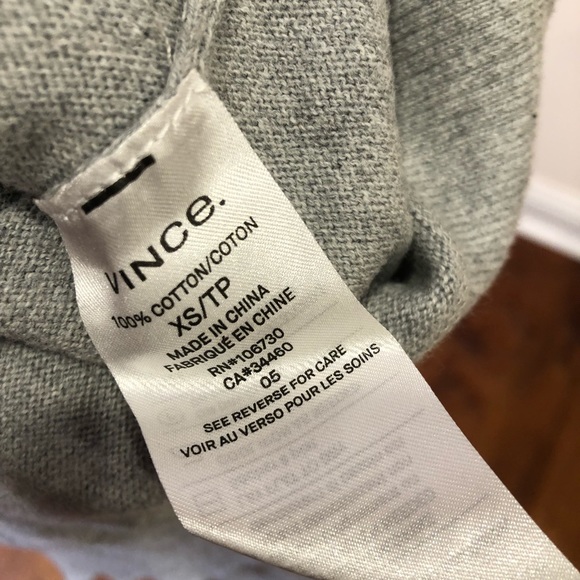 VINCE.
100% COTTON/COTON
XS/TP
MADE IN CHINA
FABRIQUÉ EN CHINE
RN#106730
CA#34460
05
SEE REVERSE FOR CARE
VOIR AU VERSO POUR LES SOINS